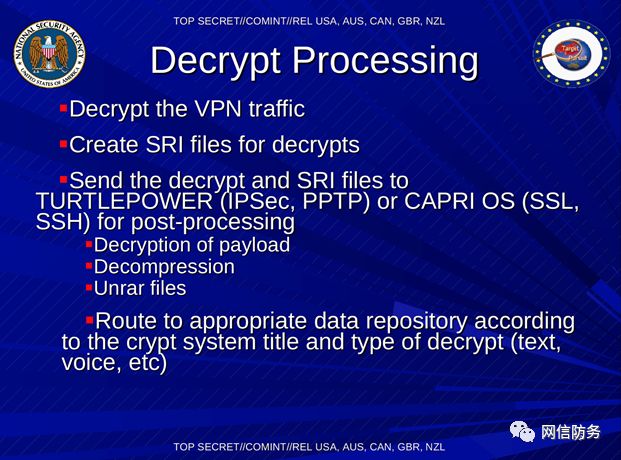 TOP SECRET//COMINT//REL USA, AUS, CAN, GBR, NZL
NATIONAL SECURITY AGENCY
UNITED STATES OF AMERICA
Target
Pursuit
Decrypt Processing
Decrypt the VPN traffic
Create SRI files for decrypts
Send the decrypt and SRI files to
TURTLEPOWER (IPSec, PPTP) or CAPRI OS (SSL,
SSH) for post-processing
Decryption of payload
Decompression
Unrar files
Route to appropriate data repository according
to the crypt system title and type of decrypt (text,
voice, etc)
网信防务
TOP SECRET//COMINT//REL USA, AUS, CAN, GBR, NZL